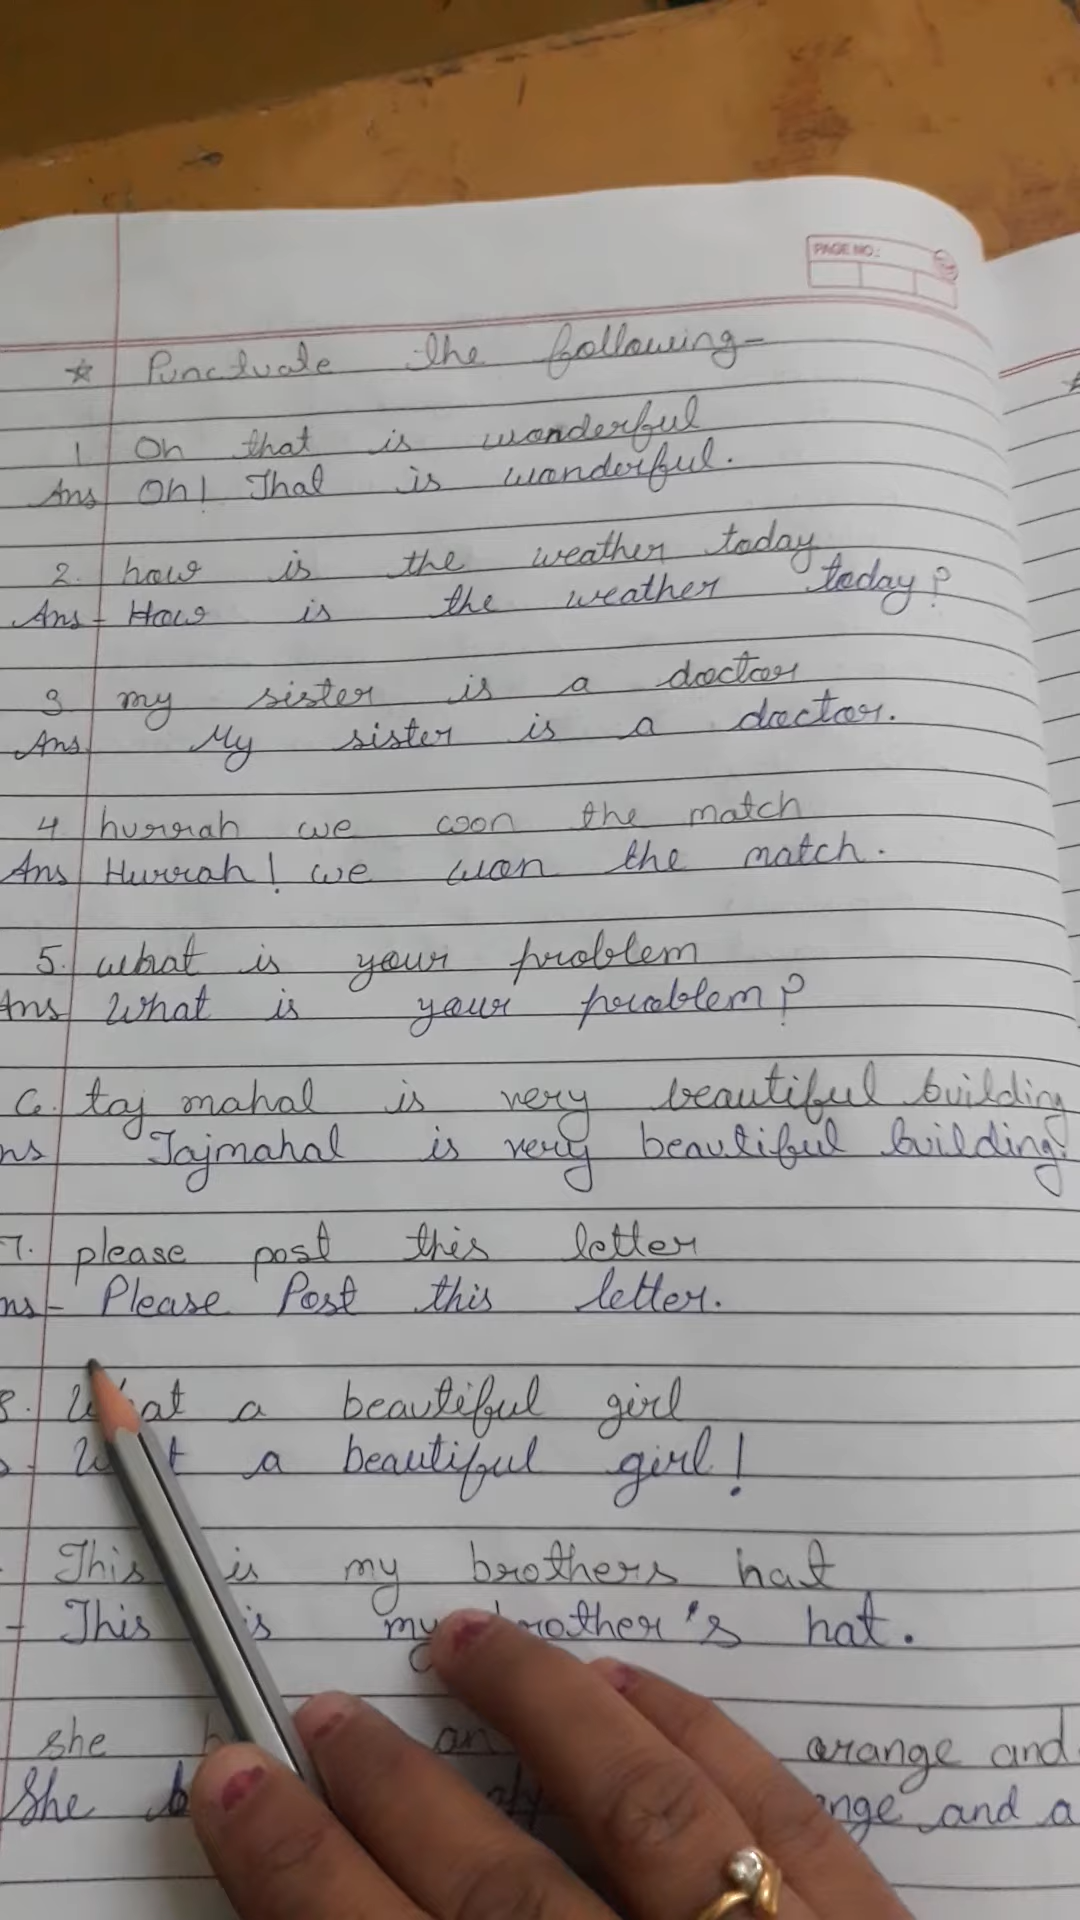 PAGE NO.:
☆ Punctuate the following-
1. Oh that is wonderful
Ans Oh! That is wonderful.
2. how is the weather today
Ans - How is the weather today?
3 my sister is a doctor
Ans. My sister is a doctor.
4 hurrah we won the match
Ans Hurrah! we won the match.
5. what is your problem
Ans What is your problem?
6. taj mahal is very beautiful building
ns Tajmahal is very beautiful building.
7. please post this letter
ns - Please Post this letter.
8. What a beautiful girl
a beautiful girl!
This is my brothers hat
- This is my brother's hat.
she an orange and
She and a